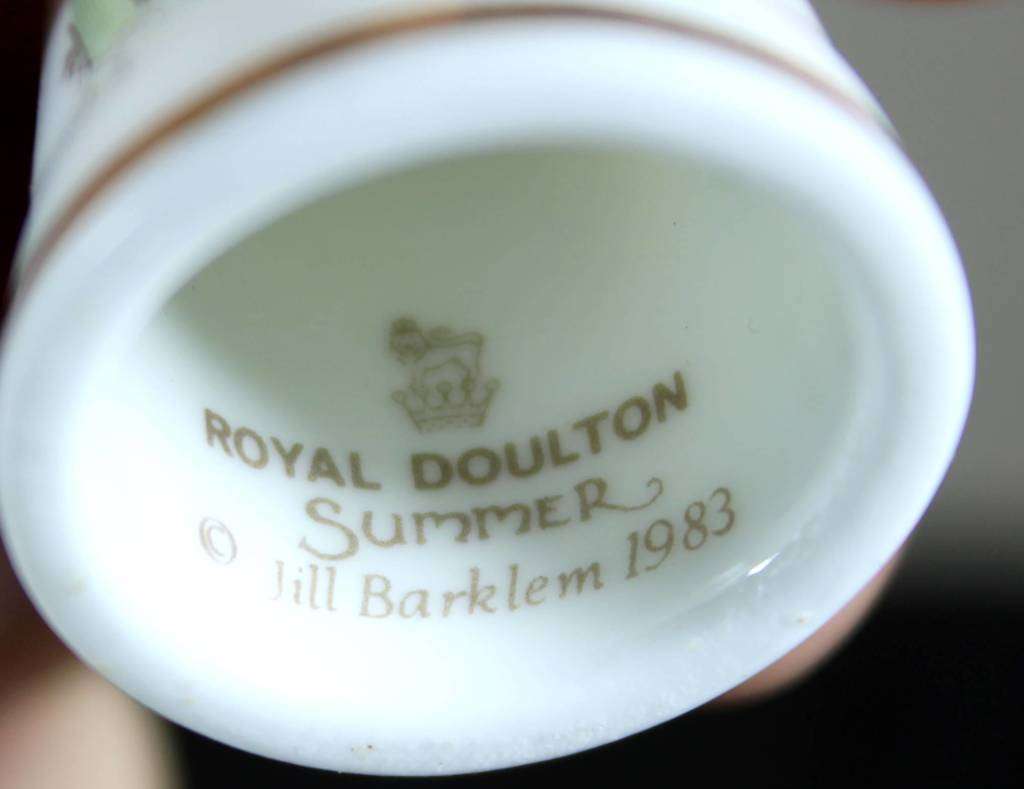 ROYAL DOULTON
SUMMER
© Jill Barklem 1983